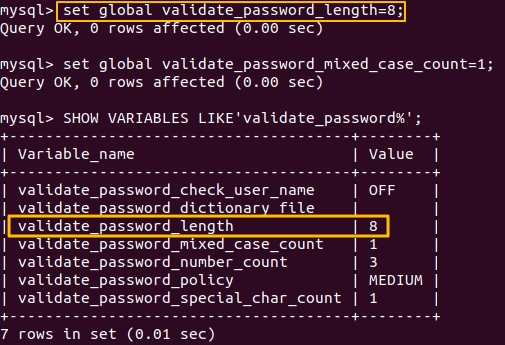 mysql> set global validate_password_length=8;
Query OK, 0 rows affected (0.00 sec)
mysql> set global validate_password_mixed_case_count=1;
Query OK, 0 rows affected (0.00 sec)
mysql> SHOW VARIABLES LIKE'validate_password%';
+--------------------------------------+--------+
| Variable_name                        | Value  |
+--------------------------------------+--------+
| validate_password_check_user_name    | OFF    |
| validate_password_dictionary_file    |        |
| validate_password_length             | 8      |
| validate_password_mixed_case_count   | 1      |
| validate_password_number_count       | 3      |
| validate_password_policy             | MEDIUM |
| validate_password_special_char_count | 1      |
+--------------------------------------+--------+
7 rows in set (0.01 sec)